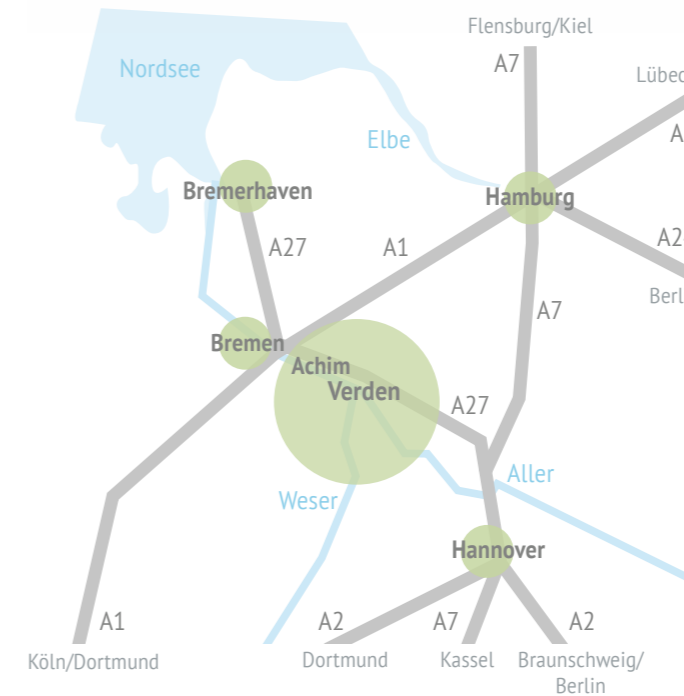 Flensburg/Kiel
A7
Nordsee
Lübec
A
Elbe
Bremerhaven
Hamburg
A27
A1
A2
Berl
A7
Bremen
Achim
Verden
A27
Aller
Weser
Hannover
A1
A2
A7
A2
Köln/Dortmund
Dortmund
Kassel
Braunschweig/
Berlin